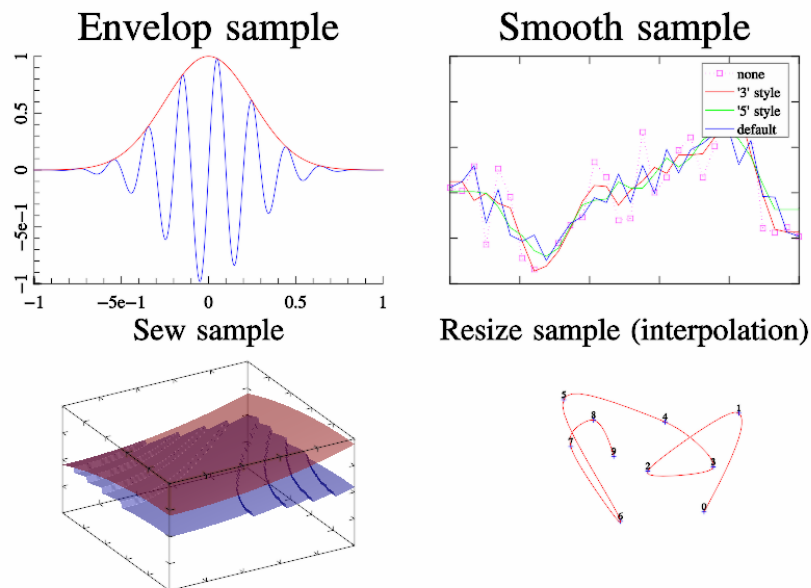 Envelop sample
Smooth sample
1
0.5
0
−5e-1
−1
−1
−5e-1
0
0.5
1
none
'3' style
'5' style
default
Sew sample
Resize sample (interpolation)
5
8
4
1
7
9
2
3
0
6